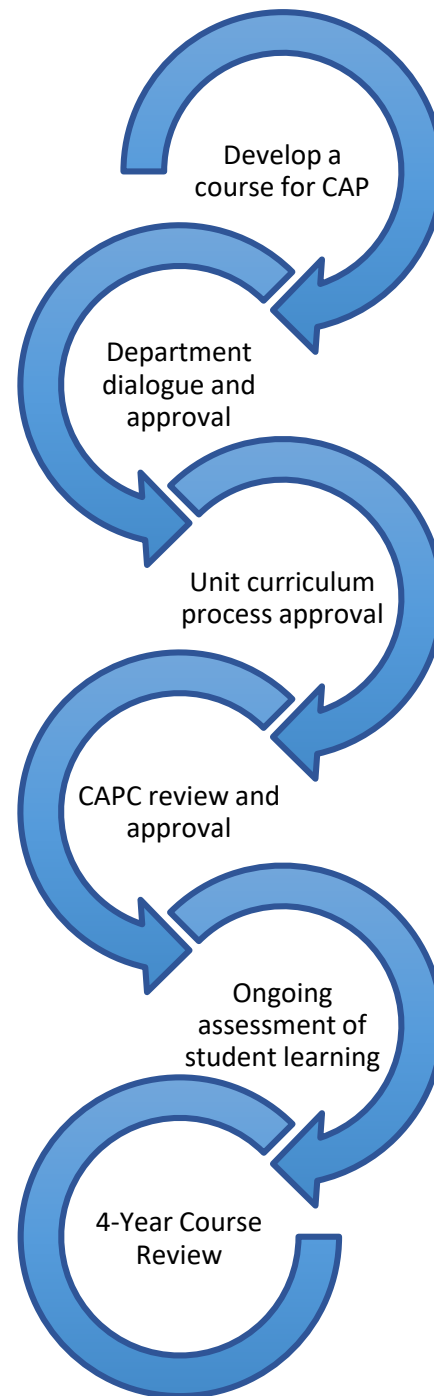 Develop a
course for CAP
Department
dialogue and
approval
Unit curriculum
process approval
CAPC review and
approval
Ongoing
assessment of
student learning
4-Year Course
Review